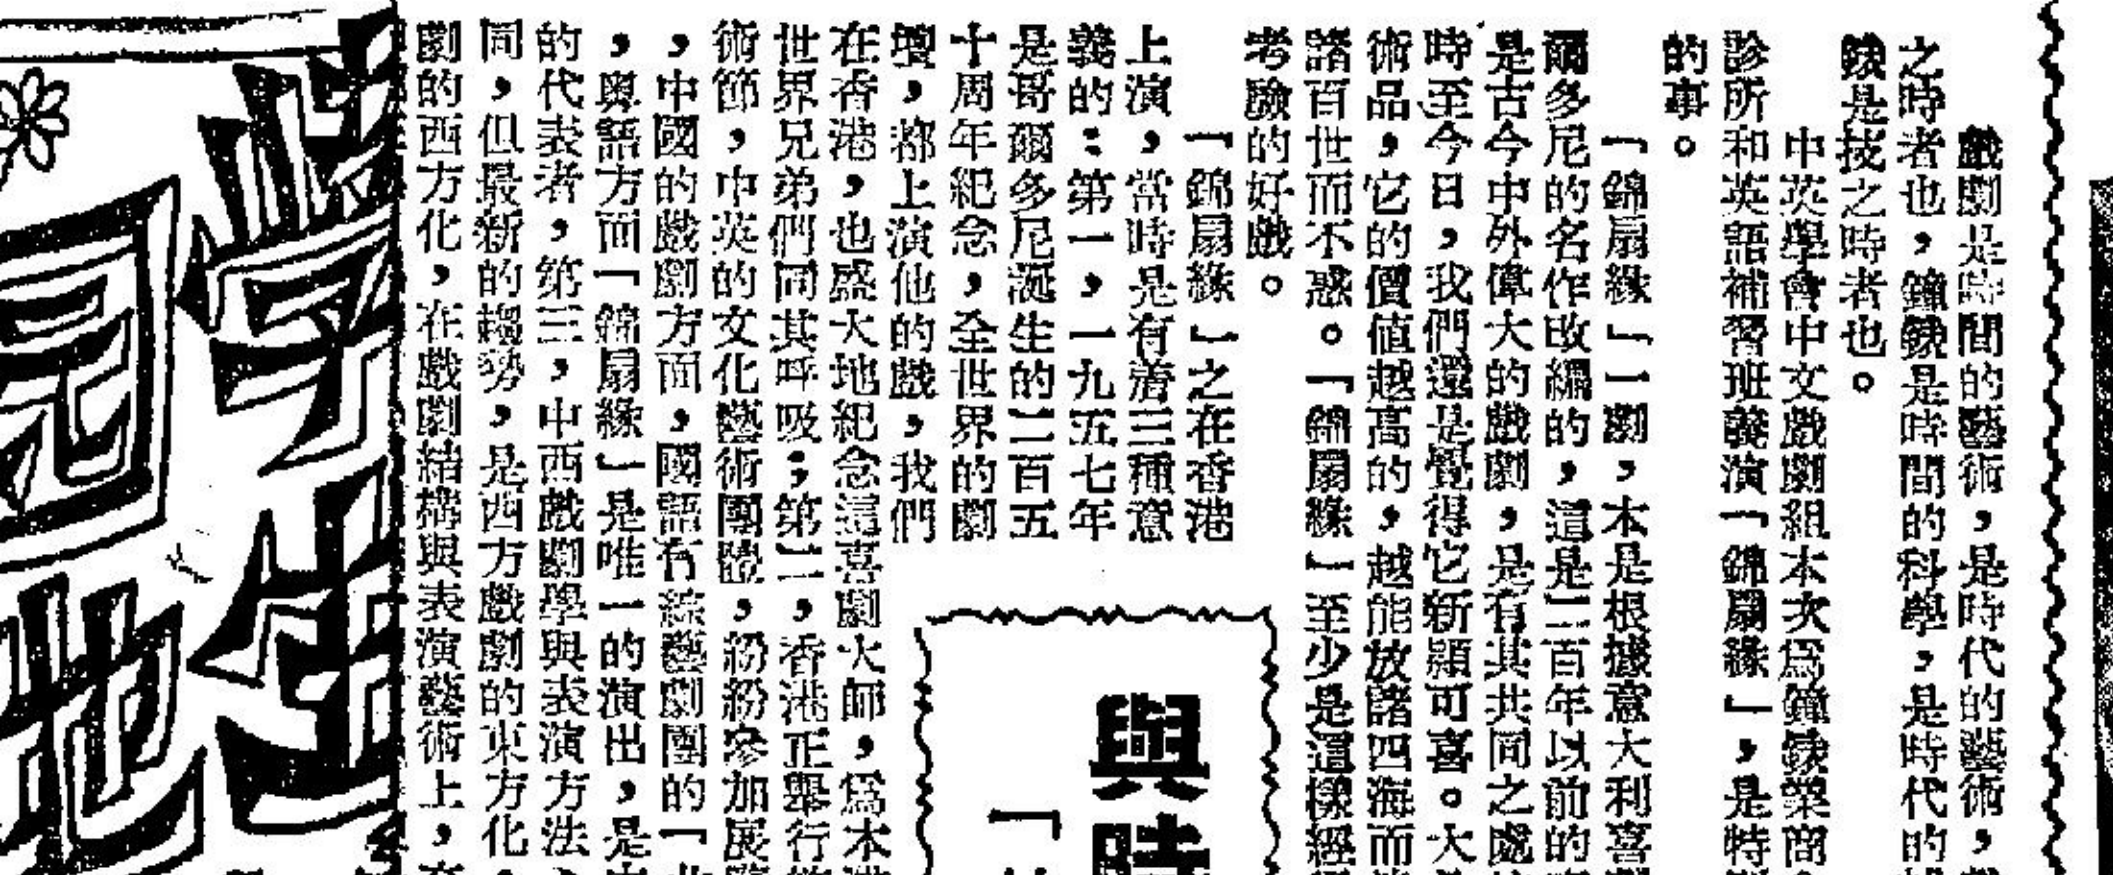 戲劇是時間的藝術，是時代的藝術，
之時者也，鐘錶是時間的科學，是時代的
錶是技之時者也。
中英學會中文戲劇組本次爲鐘錶業商
診所和英語補習班義演「錦扇緣」，是特
的事。
「錦扇緣」一劇，本是根據意大利喜
爾多尼的名作改編的，這是二百年以前的
是古今中外偉大的戲劇，是有其共同之處
時至今日，我們還是覺得它新穎可喜。大
術品，它的價值越高的，越能放諸四海而
諸百世而不惑。「錦扇緣」至少是這樣經
考驗的好戲。
「錦扇緣」之在香港
上演，當時是有着三種意
義的：第一，一九五七年
是哥爾多尼誕生的二百五
十周年紀念，全世界的劇
壇，都上演他的戲，我們
在香港，也盛大地紀念這喜劇大師，爲本
世界兄弟們同其呼吸；第二，香港正舉行
術節，中英的文化藝術團體，紛紛參加展
，中國的戲劇方面，國語有綜藝劇團的「
，粵語方面「錦扇緣」是唯一的演出，是
的代表者，第三，中西戲劇學與表演方法
同，但最新的趨勢，是西方戲劇的東方化
劇的西方化，在戲劇結構與表演藝術上，
與時
「